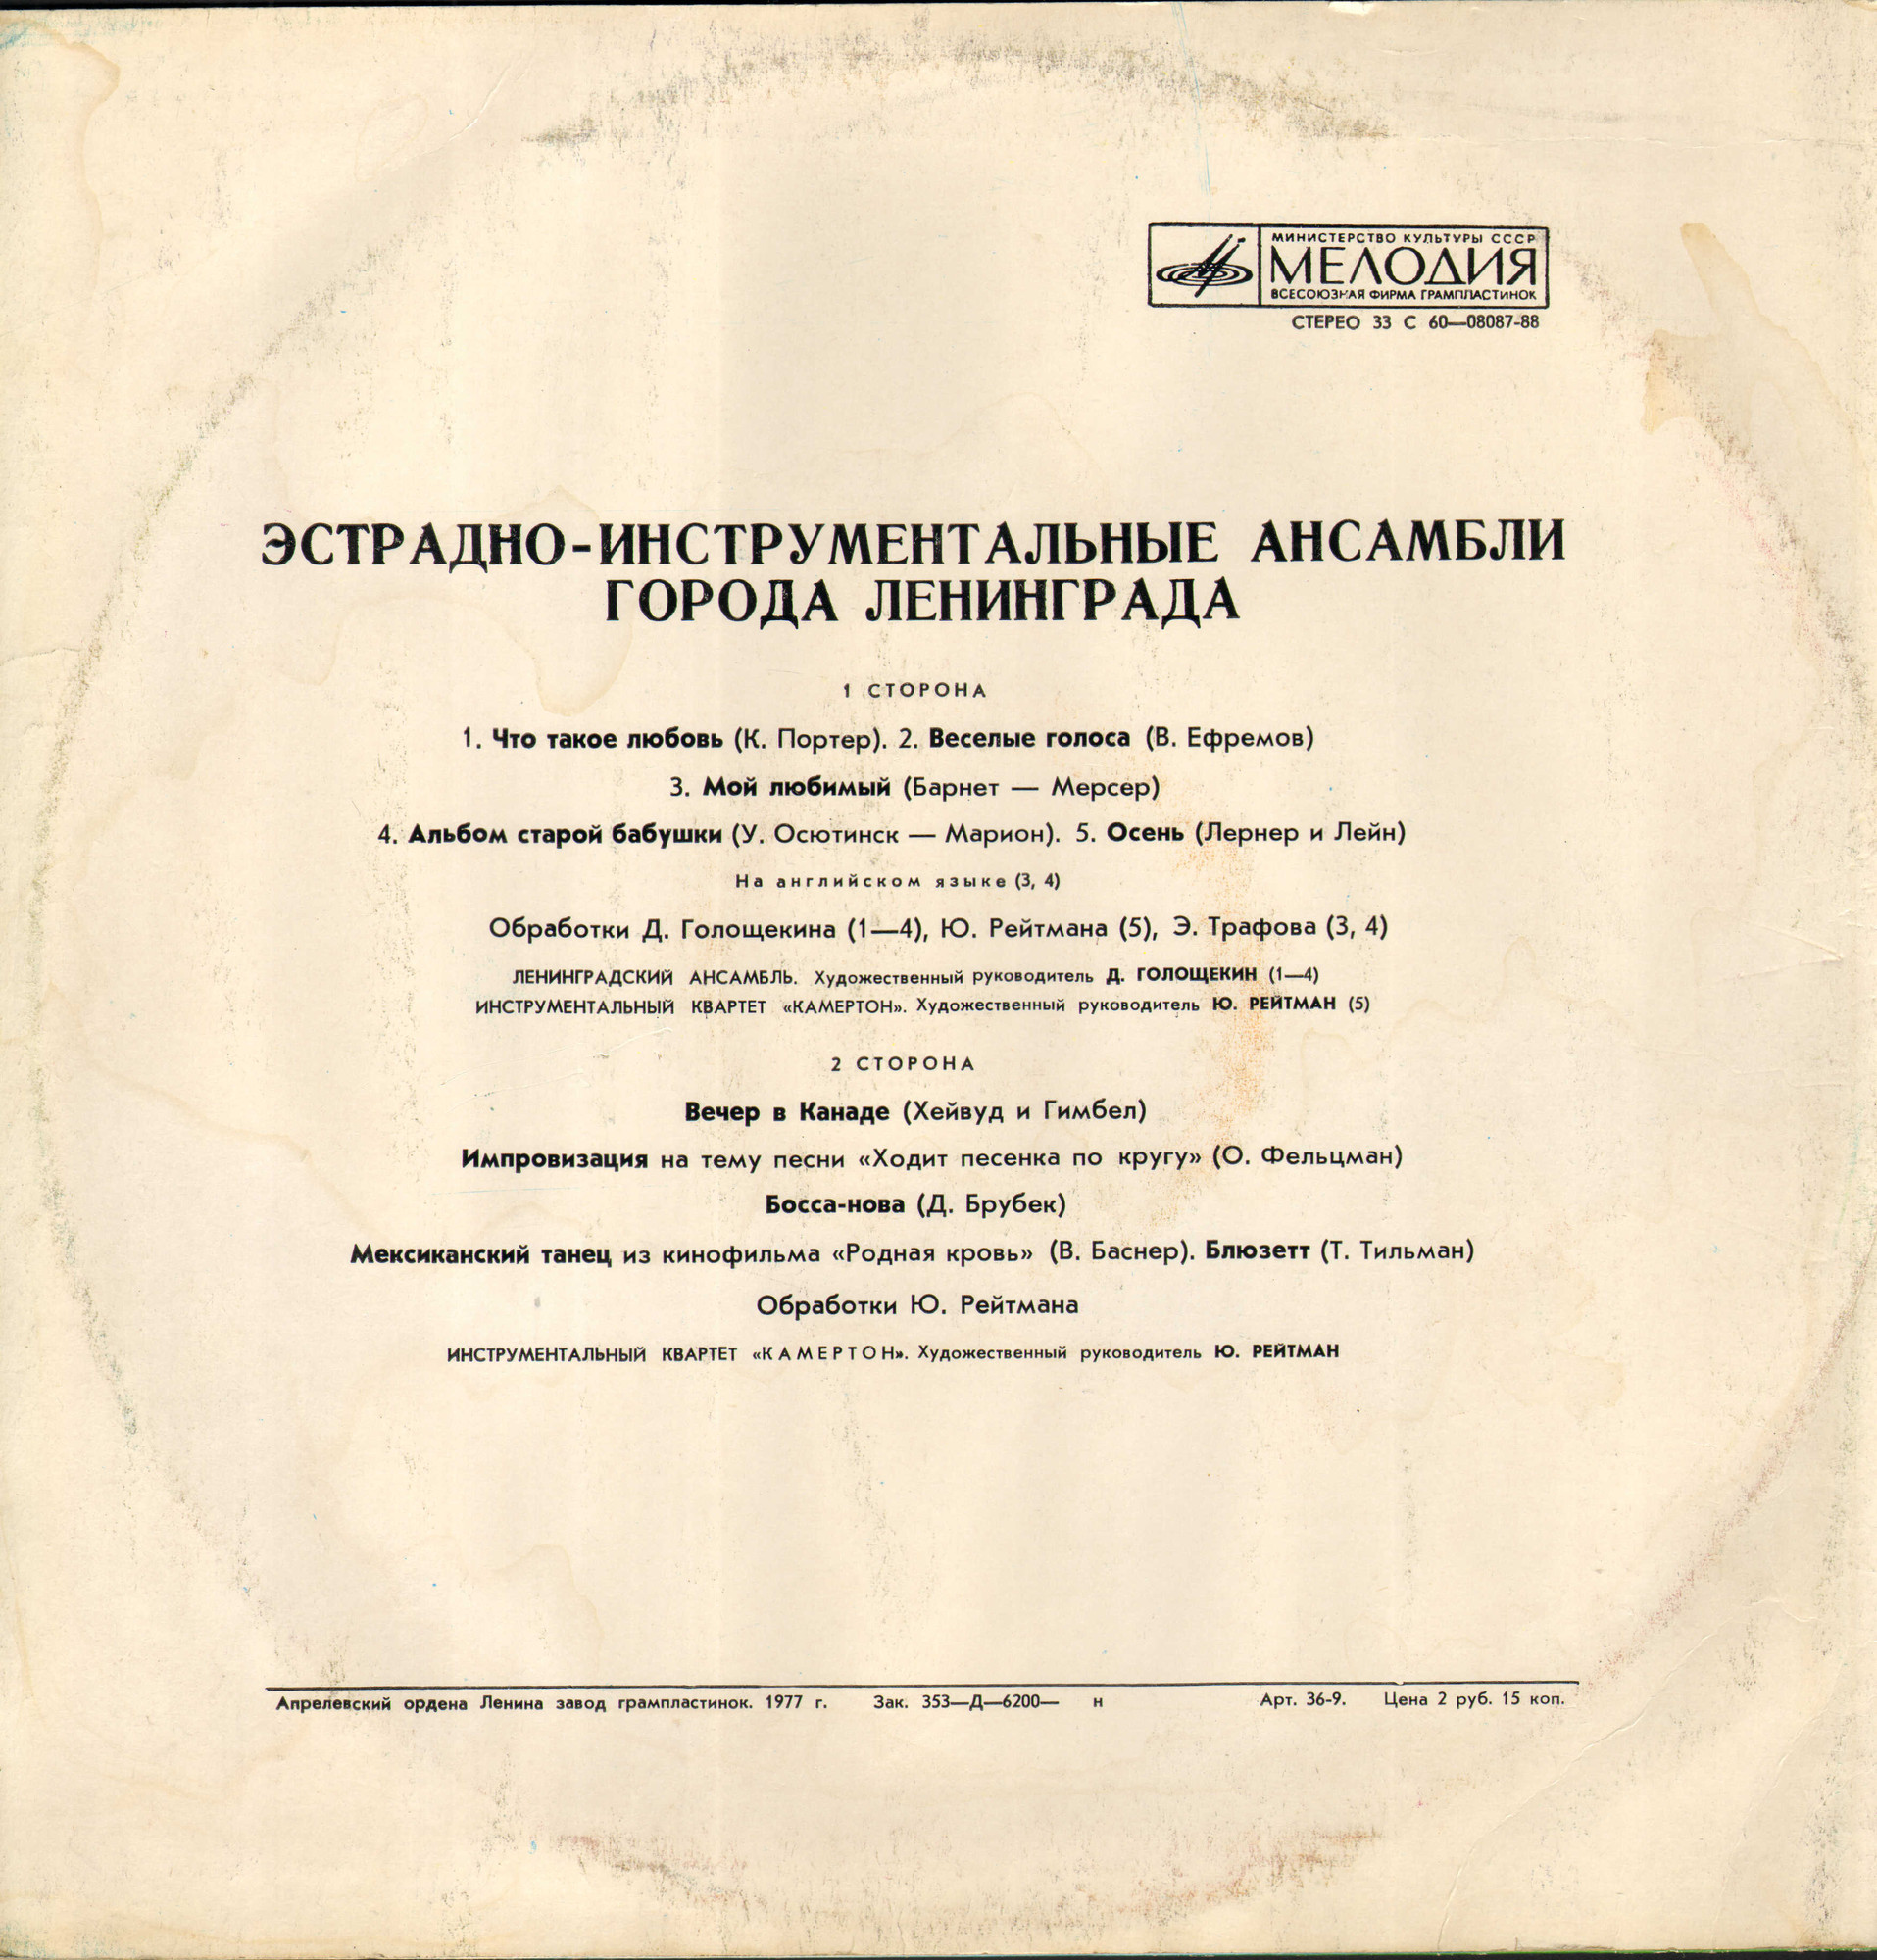 МИНИСТЕРСТВО КУЛЬТУРЫ СССР
МЕЛОДИЯ
ВСЕСОЮЗНАЯ ФИРМА ГРАМПЛАСТИНОК
СТЕРЕО 33 С 60—08087-88
ЭСТРАДНО-ИНСТРУМЕНТАЛЬНЫЕ АНСАМБЛИ
ГОРОДА ЛЕНИНГРАДА
1 СТОРОНА
1. Что такое любовь (К. Портер). 2. Веселые голоса (В. Ефремов)
3. Мой любимый (Барнет — Мерсер)
4. Альбом старой бабушки (У. Осютинск — Марион). 5. Осень (Лернер и Лейн)
На английском языке (3, 4)
Обработки Д. Голощекина (1—4), Ю. Рейтмана (5), Э. Трафова (3, 4)
ЛЕНИНГРАДСКИЙ АНСАМБЛЬ. Художественный руководитель Д. ГОЛОЩЕКИН (1—4)
ИНСТРУМЕНТАЛЬНЫЙ КВАРТЕТ «КАМЕРТОН». Художественный руководитель Ю. РЕЙТМАН (5)
2 СТОРОНА
Вечер в Канаде (Хейвуд и Гимбел)
Импровизация на тему песни «Ходит песенка по кругу» (О. Фельцман)
Босса-нова (Д. Брубек)
Мексиканский танец из кинофильма «Родная кровь» (В. Баснер). Блюзетт (Т. Тильман)
Обработки Ю. Рейтмана
ИНСТРУМЕНТАЛЬНЫЙ КВАРТЕТ «КАМЕРТОН». Художественный руководитель Ю. РЕЙТМАН
Апрелевский ордена Ленина завод грампластинок. 1977 г. Зак. 353—Д—6200— н Арт. 36-9. Цена 2 руб. 15 коп.